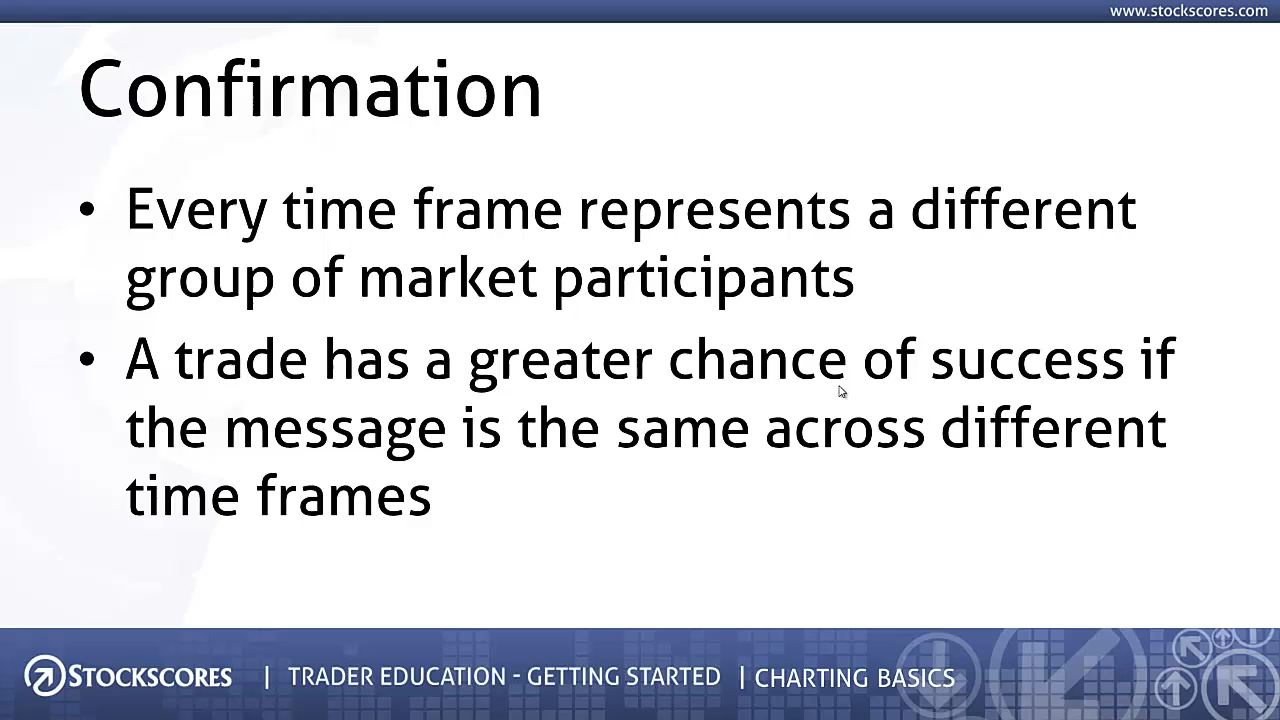 www.stockscores.com
Confirmation
• Every time frame represents a different
group of market participants
• A trade has a greater chance of success if
the message is the same across different
time frames
STOCKSCORES | TRADER EDUCATION - GETTING STARTED | CHARTING BASICS